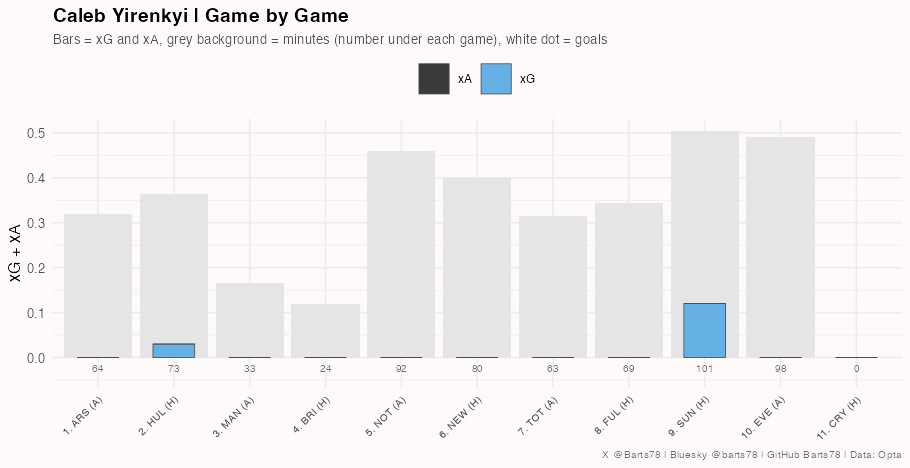 Caleb Yirenkyi | Game by Game
Bars = xG and xA, grey background = minutes (number under each game), white dot = goals
xA xG
xG + xA
0.5
0.4
0.3
0.2
0.1
0.0
64 73 33 24 92 80 63 69 101 98 0
1. ARS (A) 2. HUL (H) 3. MAN (A) 4. BRI (H) 5. NOT (A) 6. NEW (H) 7. TOT (A) 8. FUL (H) 9. SUN (H) 10. EVE (A) 11. CRY (H)
X @Barts78 | Bluesky @barts78 | GitHub Barts78 | Data: Opta